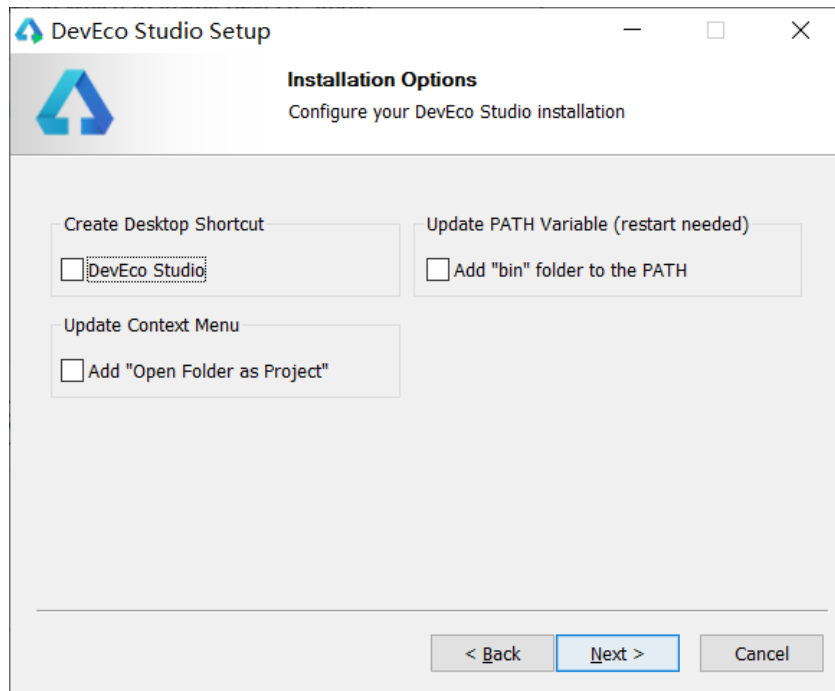 DevEco Studio Setup
Installation Options
Configure your DevEco Studio installation
Create Desktop Shortcut
DevEco Studio
Update PATH Variable (restart needed)
Add "bin" folder to the PATH
Update Context Menu
Add "Open Folder as Project"
< Back
Next >
Cancel